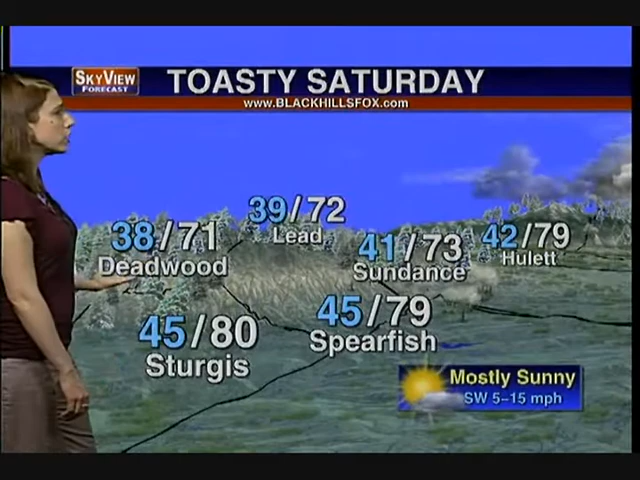 SKYVIEW
FORECAST
TOASTY SATURDAY
www.BLACKHILLSFOX.com
39/72
Lead
38/71
Deadwood
41/73
Sundance
42/79
Hulett
45/80
Sturgis
45/79
Spearfish
Mostly Sunny
SW 5-15 mph